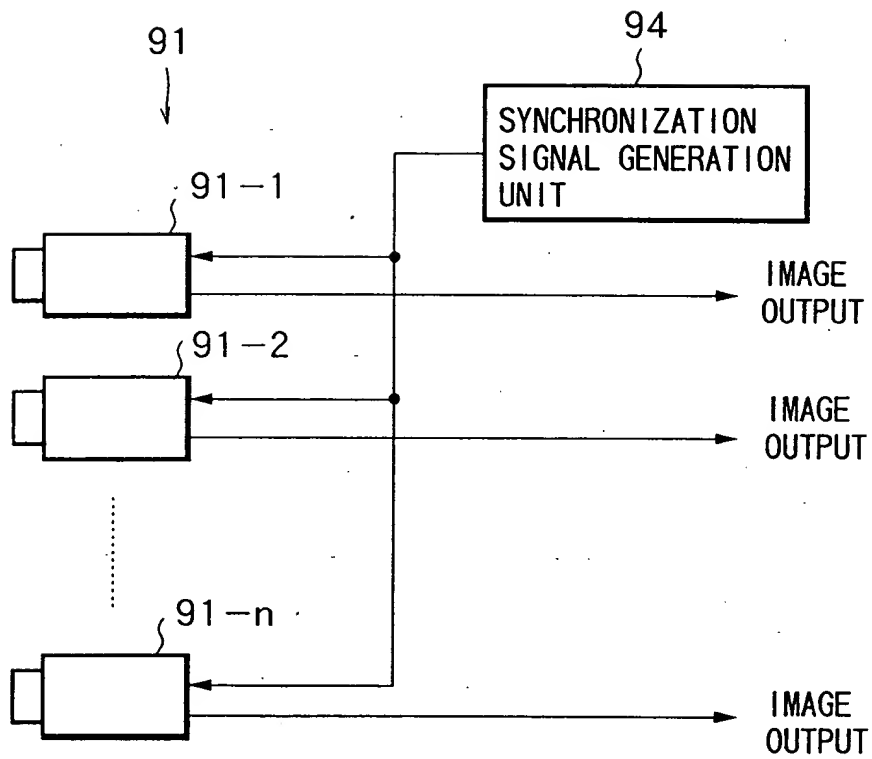 91
94
SYNCHRONIZATION
SIGNAL GENERATION
UNIT
91-1
IMAGE
OUTPUT
91-2
IMAGE
OUTPUT
91-n
IMAGE
OUTPUT